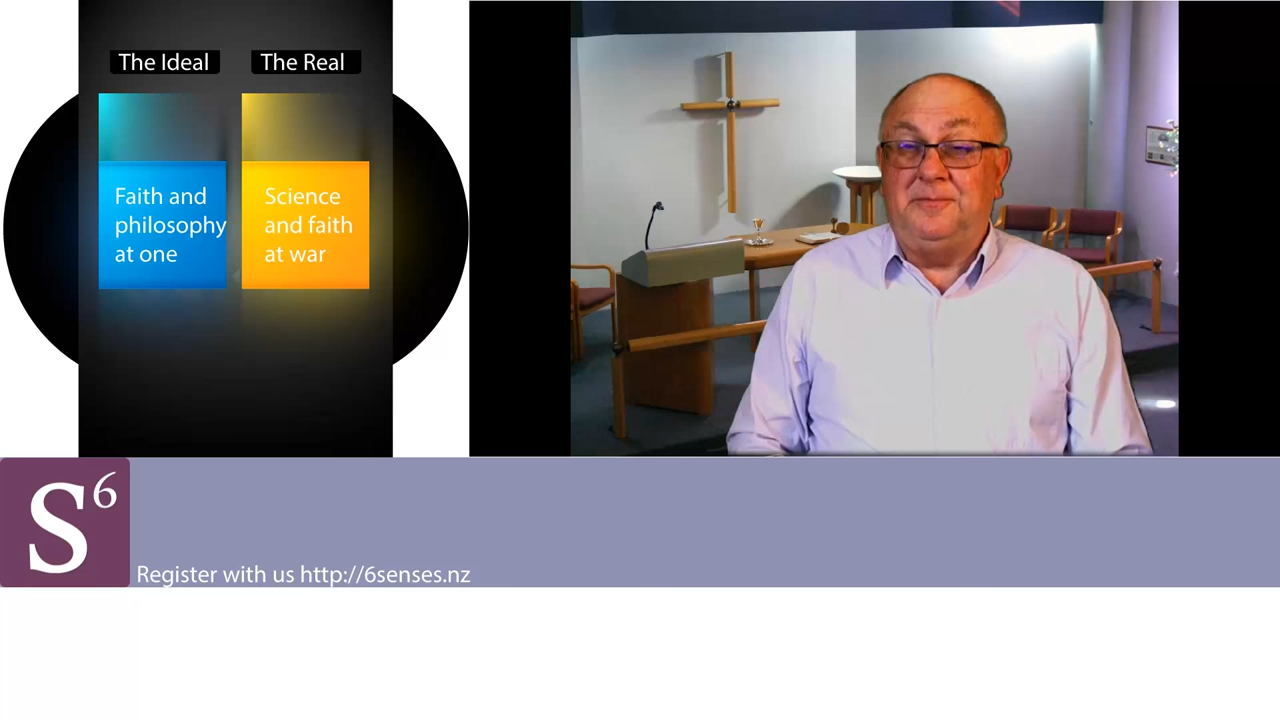 The Ideal
The Real
Faith and
philosophy
at one
Science
and faith
at war
S6
Register with us http://6senses.nz